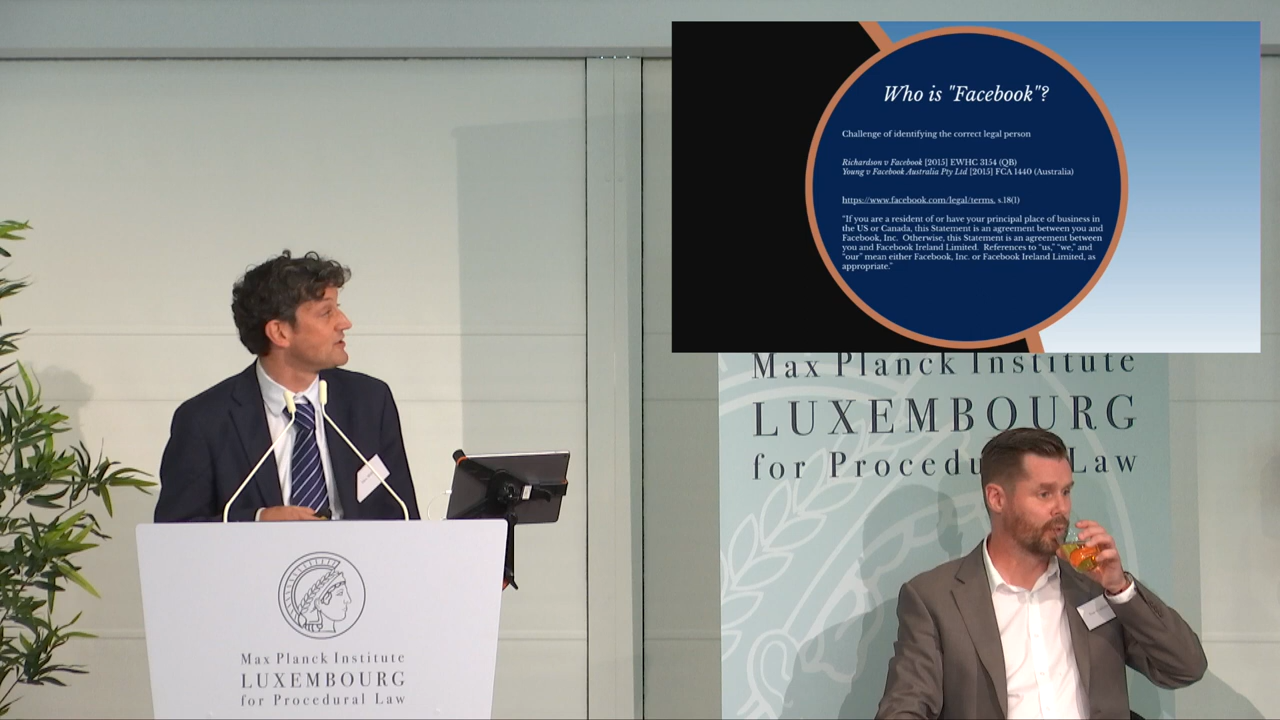 Who is "Facebook"?
Challenge of identifying the correct legal person
Richardson v Facebook [2015] EWHC 3154 (QB)
Young v Facebook Australia Pty Ltd [2015] FCA 1440 (Australia)
https://www.facebook.com/legal/terms, s.18(1)
"If you are a resident of or have your principal place of business in
the US or Canada, this Statement is an agreement between you and
Facebook, Inc. Otherwise, this Statement is an agreement between
you and Facebook Ireland Limited. References to "us," "we," and
"our" mean either Facebook, Inc. or Facebook Ireland Limited, as
appropriate."
Max Planck Institute
LUXEMBOURG
for Procedu Law
Max Planck Institute
LUXEMBOURG
for Procedural Law